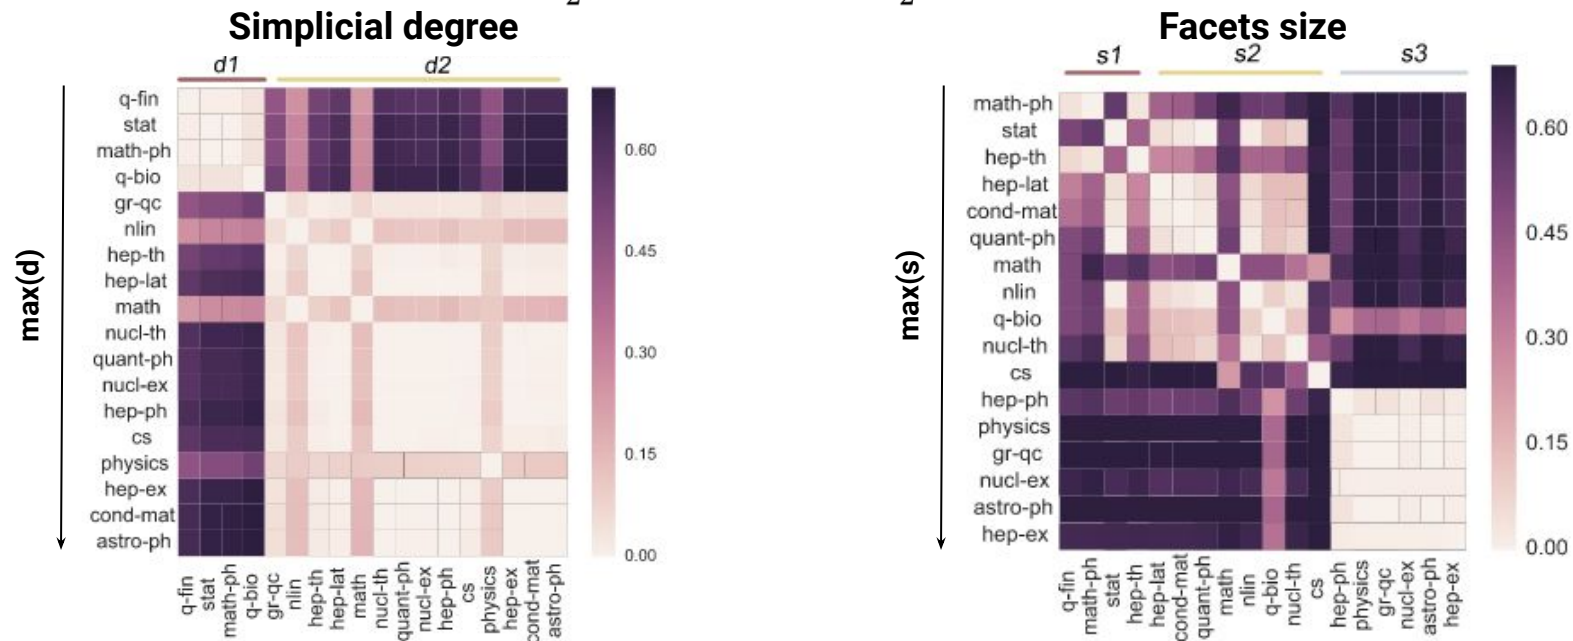 2 2
Simplicial degree
d1 d2
max(d)
q-fin
stat
math-ph
q-bio
gr-qc
nlin
hep-th
hep-lat
math
nucl-th
quant-ph
nucl-ex
hep-ph
cs
physics
hep-ex
cond-mat
astro-ph
0.60
0.45
0.30
0.15
0.00
q-fin
stat
math-ph
q-bio
gr-qc
nlin
hep-th
hep-lat
math
nucl-th
quant-ph
nucl-ex
hep-ph
cs
physics
hep-ex
cond-mat
astro-ph
Facets size
s1 s2 s3
max(s)
math-ph
stat
hep-th
hep-lat
cond-mat
quant-ph
math
nlin
q-bio
nucl-th
cs
hep-ph
physics
gr-qc
nucl-ex
astro-ph
hep-ex
0.60
0.45
0.30
0.15
0.00
q-fin
math-ph
stat
hep-th
hep-lat
cond-mat
quant-ph
math
nlin
q-bio
nucl-th
cs
hep-ph
physics
gr-qc
nucl-ex
astro-ph
hep-ex